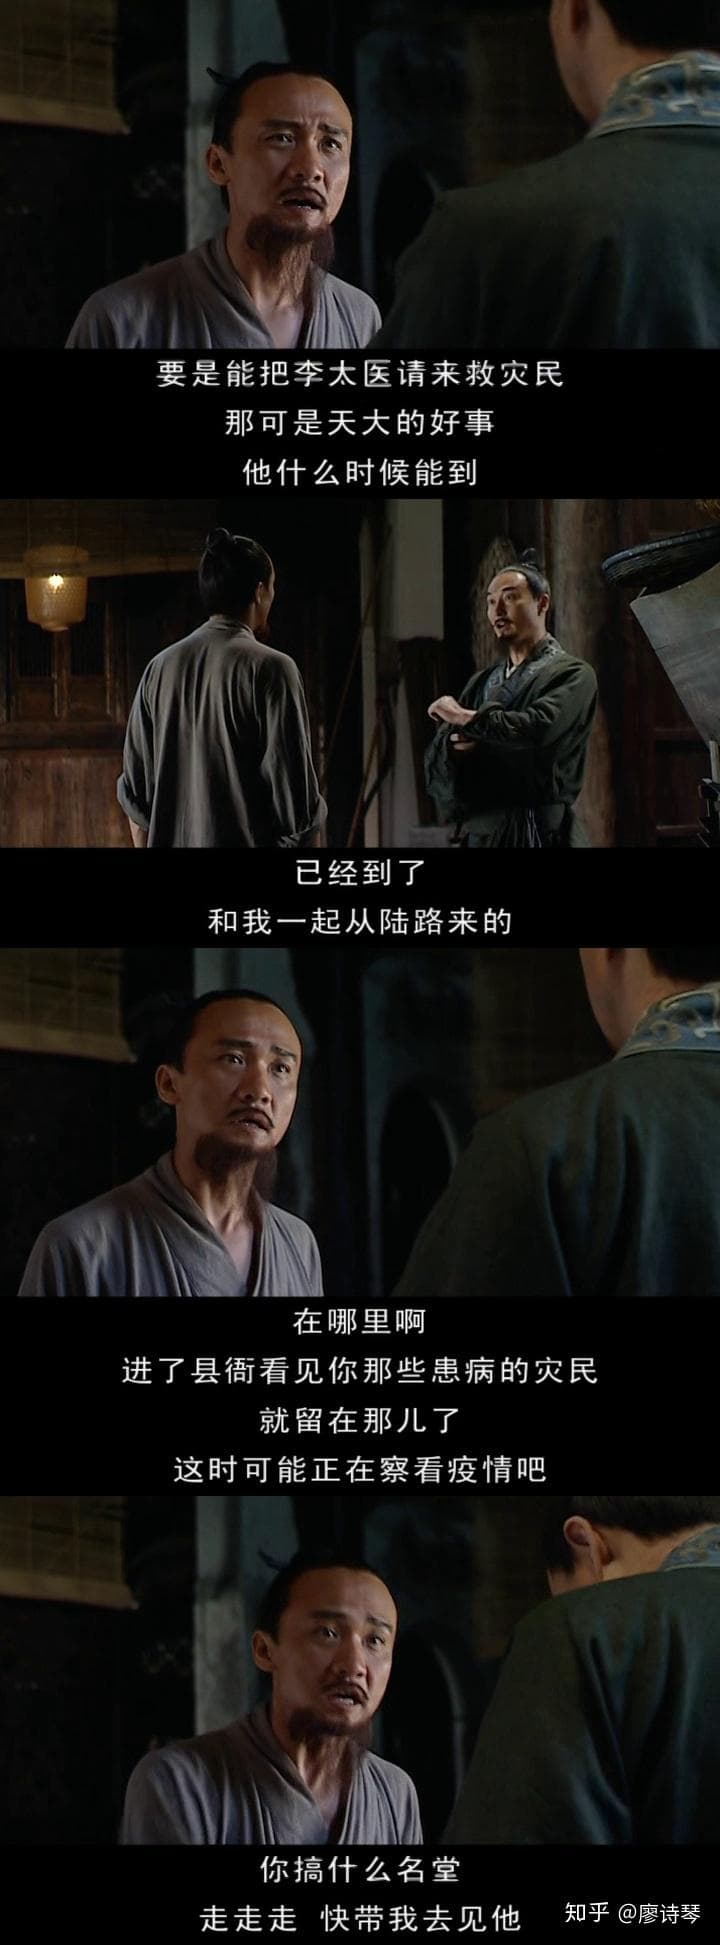 要是能把李太医请来救灾民
那可是天大的好事
他什么时候能到
已经到了
和我一起从陆路来的
在哪里啊
进了县衙看见你那些患病的灾民
就留在那儿了
这时可能正在察看疫情吧
你搞什么名堂
走走走 快带我去见他
知乎 @廖诗琴